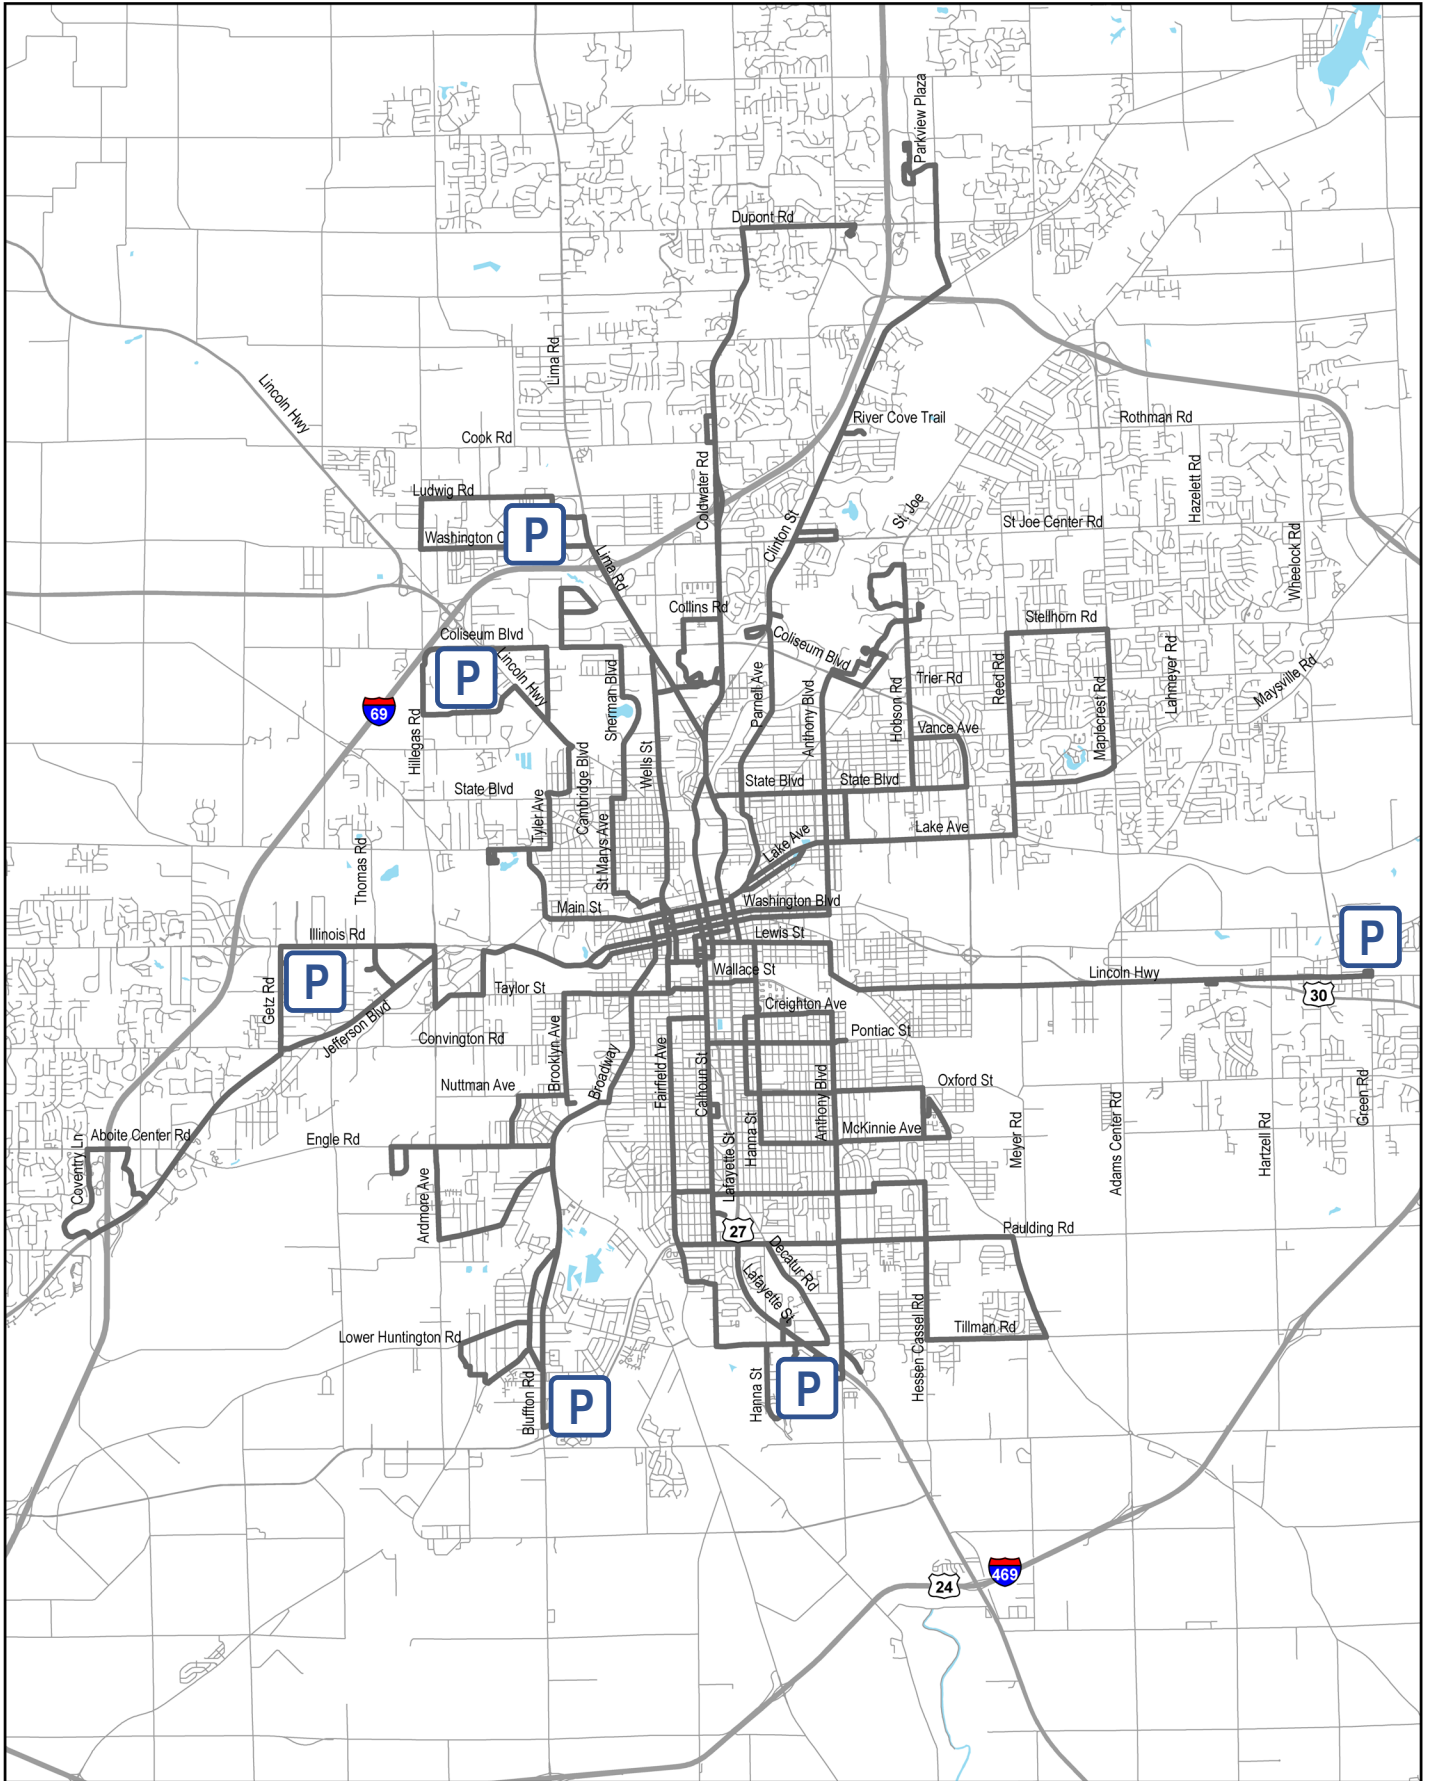 Parkview Plaza
Dupont Rd
Lima Rd
Lincoln Hwy
River Cove Trail
Rothman Rd
Cook Rd
Coldwater Rd
Hazelett Rd
Ludwig Rd
St. Joe
St Joe Center Rd
Clinton St
Washington C
P
Wheelock Rd
Lima Rd
Collins Rd
Stellhorn Rd
Coliseum Blvd
Coliseum Blvd
P
Lincoln Hwy
Sherman Blvd
Parnell Ave
Anthony Blvd
Hobson Rd
Trier Rd
Reed Rd
Maplecrest Rd
Lahmeyer Rd
Maysville Rd
69
Hillegas Rd
Vance Ave
Wells St
State Blvd
State Blvd
State Blvd
Cambridge Blvd
Tyler Ave
St Marys Ave
Lake Ave
Lake Ave
Thomas Rd
Main St
Washington Blvd
Illinois Rd
Lewis St
P
P
Getz Rd
Wallace St
Lincoln Hwy
30
Taylor St
Creighton Ave
Jefferson Blvd
Convington Rd
Pontiac St
Brooklyn Ave
Broadway
Fairfield Ave
Calhoun St
Nuttman Ave
Oxford St
Anthony Blvd
Green Rd
Coventry Ln
Aboite Center Rd
Engle Rd
Lafayette St
Hanna St
McKinnie Ave
Meyer Rd
Adams Center Rd
Hartzell Rd
Ardmore Ave
27
Paulding Rd
Decatur Rd
Lafayette St
Hessen Cassel Rd
Tillman Rd
Lower Huntington Rd
Bluffton Rd
P
Hanna St
P
469
24